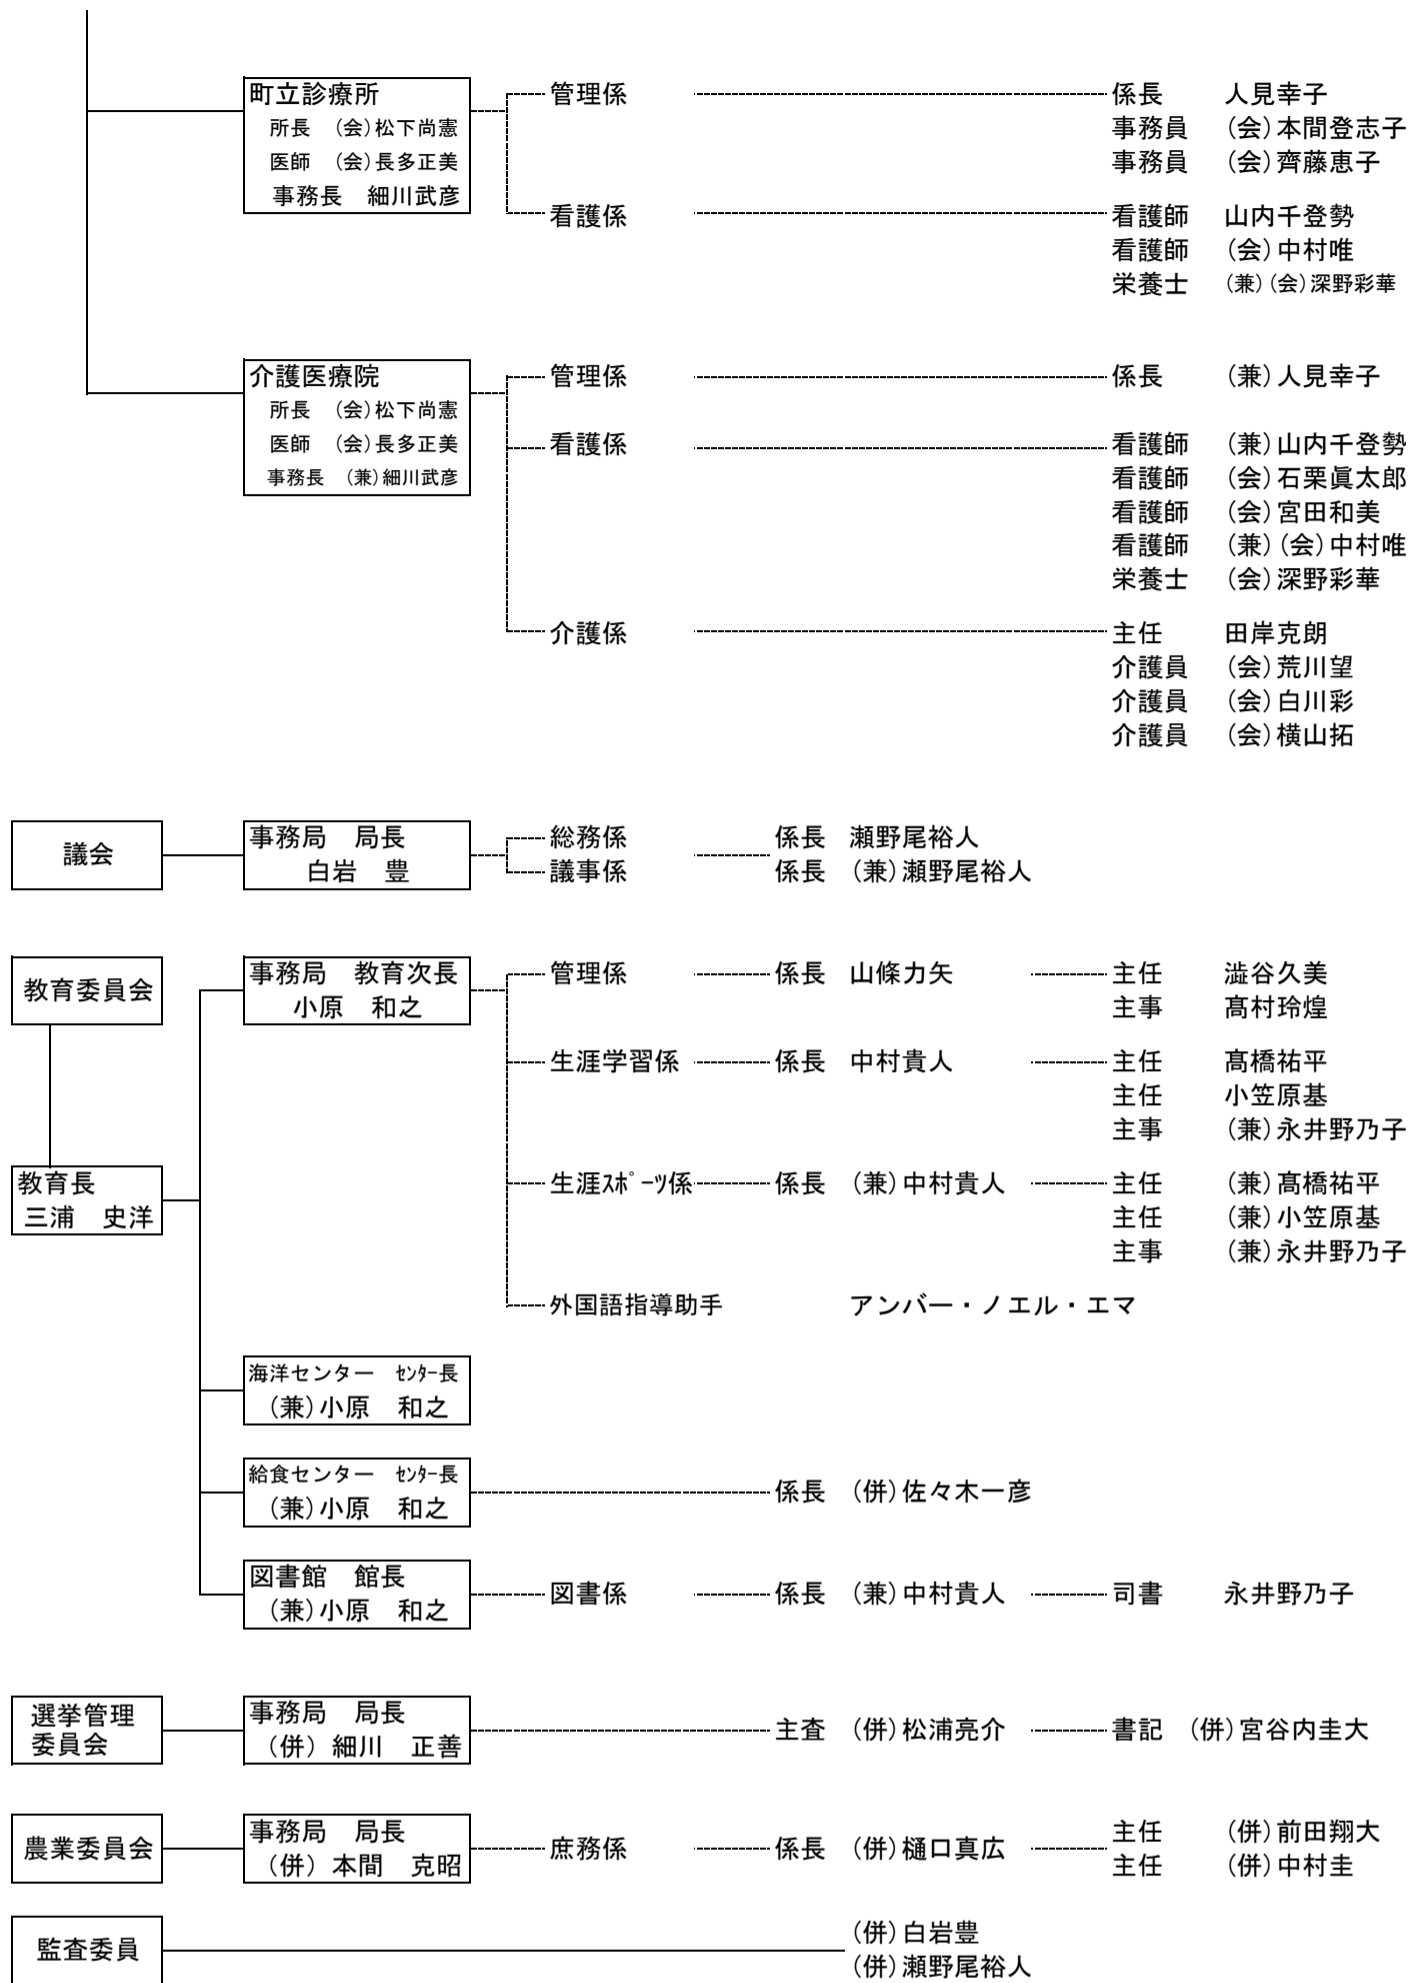 町立診療所　管理係　係長　人見幸子
所長　(会)松下尚憲　事務員　(会)本間登志子
医師　(会)長多正美　事務員　(会)齊藤恵子
事務長　細川武彦
看護係　看護師　山内千登勢
看護師　(会)中村唯
栄養士　(兼)(会)深野彩華
介護医療院　管理係　係長　(兼)人見幸子
所長　(会)松下尚憲
医師　(会)長多正美　看護係　看護師　(兼)山内千登勢
事務長　(兼)細川武彦　看護師　(会)石栗眞太郎
看護師　(会)宮田和美
看護師　(兼)(会)中村唯
栄養士　(会)深野彩華
介護係　主任　田岸克朗
介護員　(会)荒川望
介護員　(会)白川彩
介護員　(会)横山拓
議会　事務局　局長　総務係　係長　瀬野尾裕人
白岩　豊　議事係　係長　(兼)瀬野尾裕人
教育委員会　事務局　教育次長　管理係　係長　山條力矢　主任　澁谷久美
小原　和之　主事　髙村玲煌
生涯学習係　係長　中村貴人　主任　髙橋祐平
主任　小笠原基
主事　(兼)永井野乃子
教育長　生涯ｽﾎﾟｰﾂ係　係長　(兼)中村貴人　主任　(兼)髙橋祐平
三浦　史洋　主任　(兼)小笠原基
主事　(兼)永井野乃子
外国語指導助手　アンバー・ノエル・エマ
海洋センター　ｾﾝﾀｰ長
(兼)小原　和之
給食センター　ｾﾝﾀｰ長　係長　(併)佐々木一彦
(兼)小原　和之
図書館　館長　図書係　係長　(兼)中村貴人　司書　永井野乃子
(兼)小原　和之
選挙管理　事務局　局長　主査　(併)松浦亮介　書記　(併)宮谷内圭大
委員会　(併)　細川　正善
農業委員会　事務局　局長　庶務係　係長　(併)樋口真広　主任　(併)前田翔大
(併)　本間　克昭　主任　(併)中村圭
監査委員　(併)白岩豊
(併)瀬野尾裕人